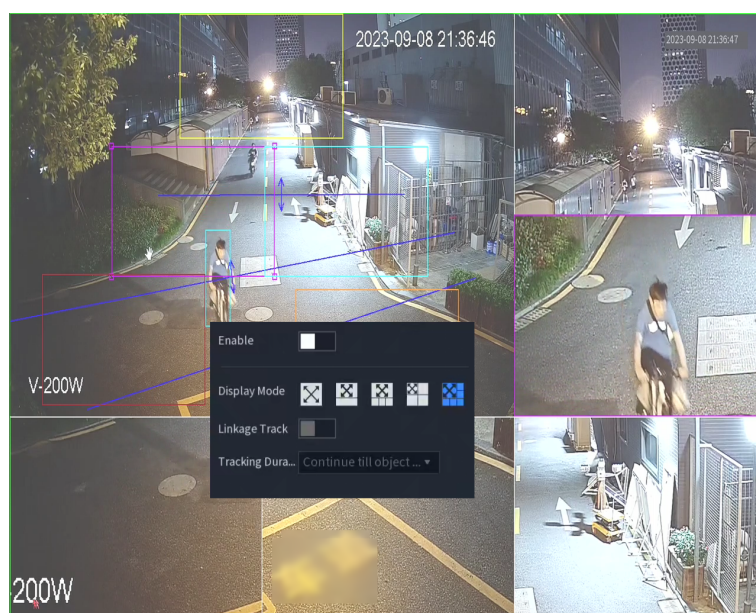 2023-09-08 21:36:46
2023-09-08 21:36:47
Enable
Display Mode
V-200W
Linkage Track
Tracking Dura...
Continue till object ...
-200W